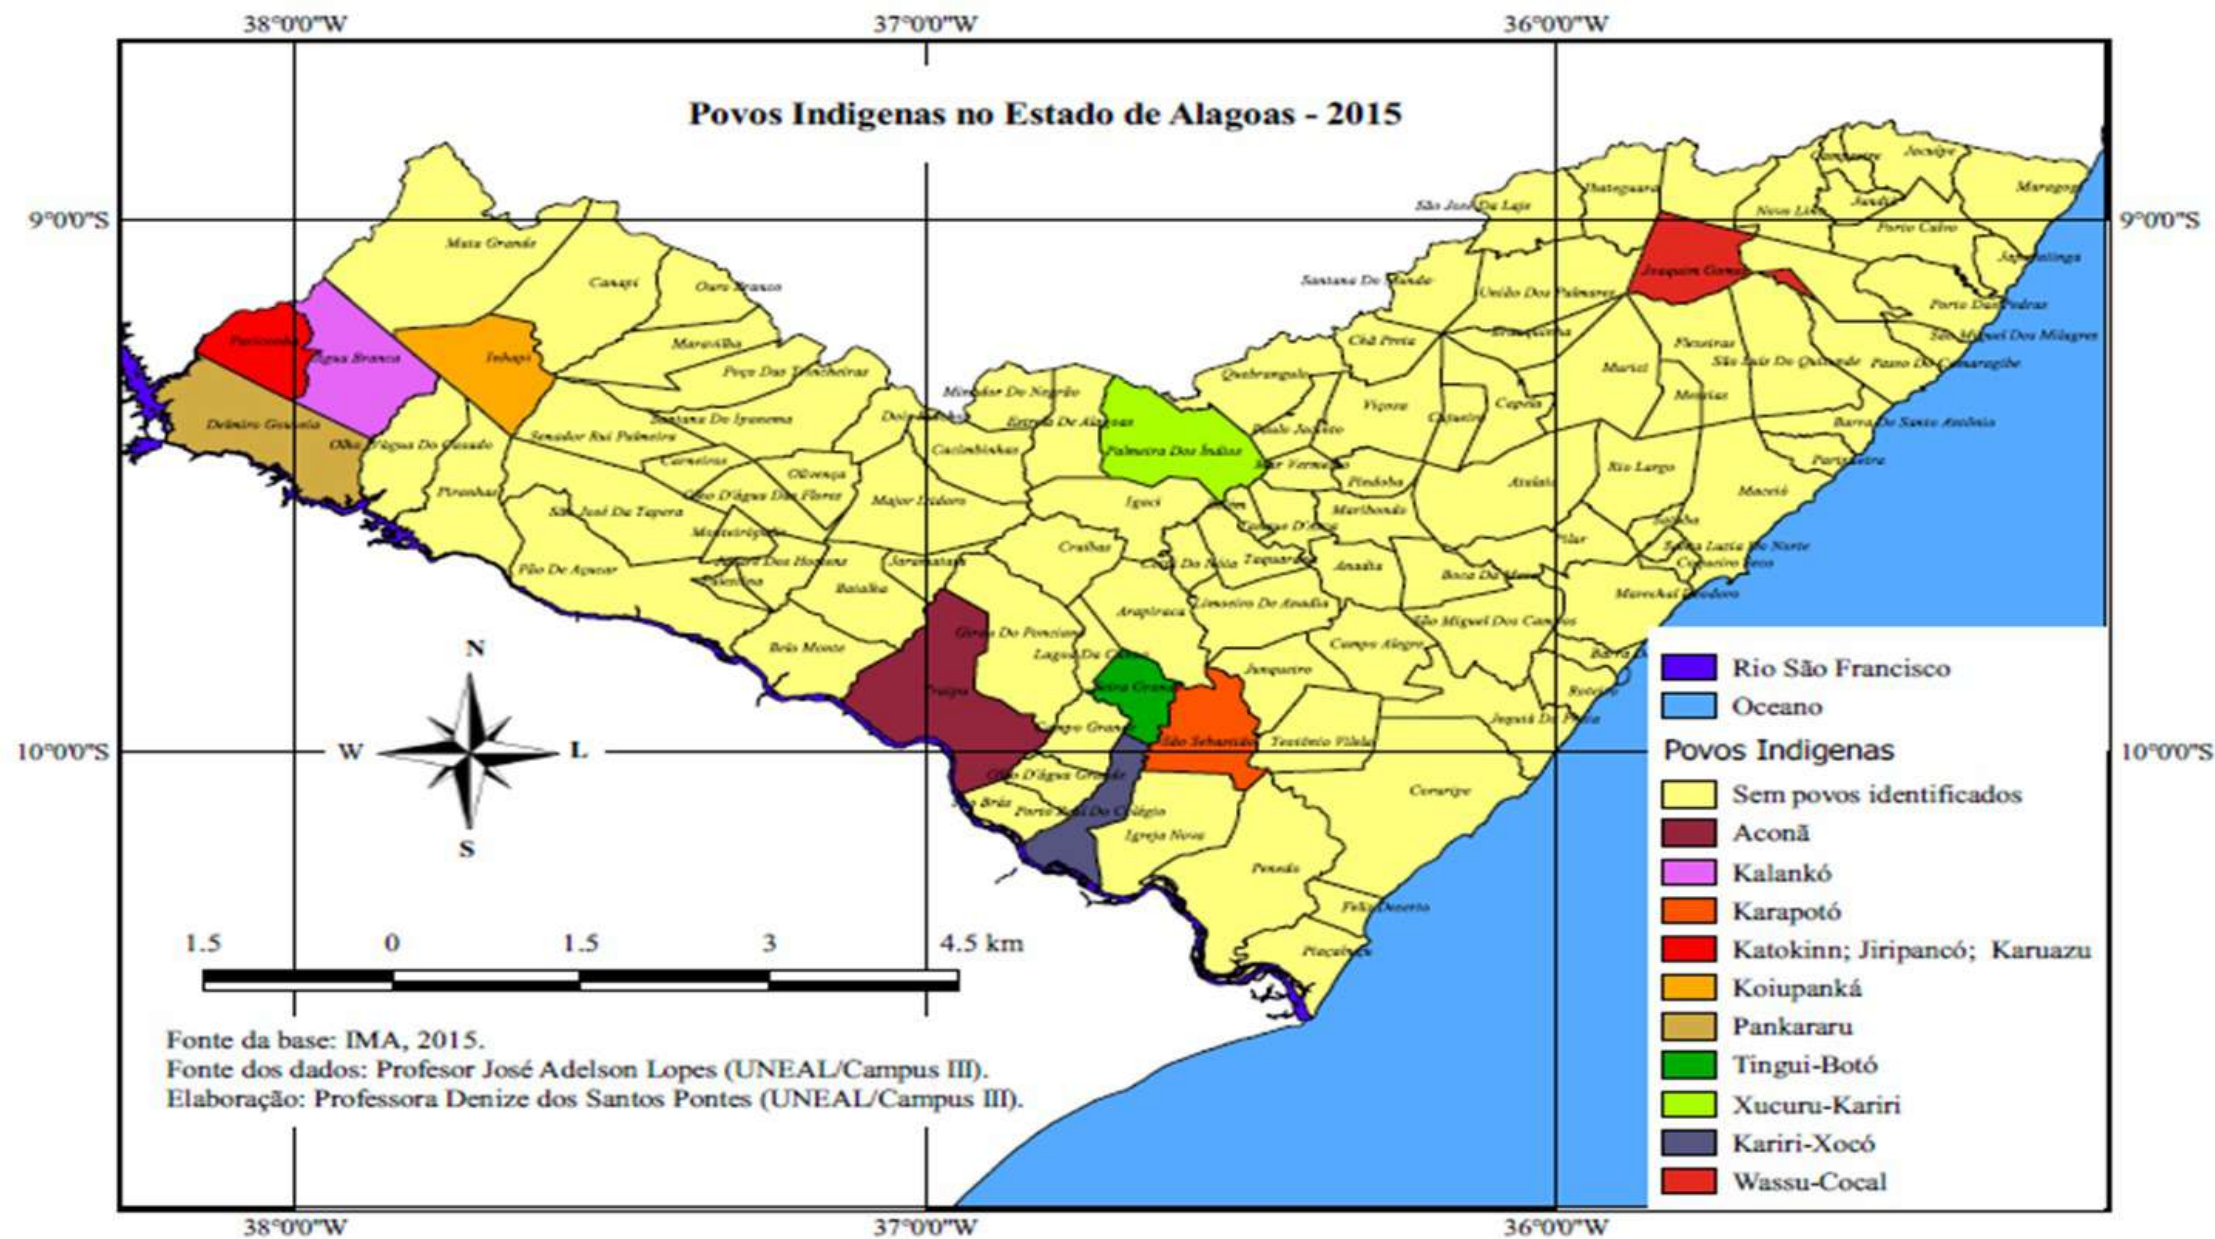 38°0'0"W 37°0'0"W 36°0'0"W
Povos Indigenas no Estado de Alagoas - 2015
9°0'0"S 9°0'0"S
Campestre Jacuípe
Ibateguara Maragogi
São José Da Laje Novo Lino Jundiá
Mata Grande Porto Calvo
Japaratinga
Canapi Ouro Branco Santana Do Mundaú União Dos Palmares Joaquim Gomes
Porto Das Pedras
Pariconha Água Branca Inhapi Maravilha Chã Preta Branquinha Flexeiras São Miguel Dos Milagres
Poço Das Trincheiras Quebrangulo Murici São Luís Do Quitunde Passo De Camaragibe
Minador Do Negrão Viçosa Cajueiro Capela Messias
Delmiro Gouveia Santana Do Ipanema Estrela De Alagoas Paulo Jacinto Barra De Santo Antônio
Olho D'água Do Casado Senador Rui Palmeira Cacimbinhas Palmeira Dos Índios
Carneiros Olivença Mar Vermelho Rio Largo Paripueira
Piranhas Olho D'água Das Flores Major Isidoro Igaci Pindoba Atalaia Maceió
São José Da Tapera Belém Maribondo
Monteirópolis Tanque D'arca Satuba
Craíbas Pilar Santa Luzia Do Norte
Pão De Açucar Jacaré Dos Homens Jaramataia Coité Do Nóia Taquarana Anadia Boca Da Mata Coqueiro Seco
Palestina Batalha Marechal Deodoro
Arapiraca Limoeiro De Anadia
Girau Do Ponciano São Miguel Dos Campos
Belo Monte Lagoa Da Canoa Campo Alegre Barra
Junqueiro
Traipu Feira Grande Roteiro
Campo Grande Jequiá Da Praia
São Sebastião Teotônio Vilela
10°0'0"S 10°0'0"S
Olho D'água Grande
São Brás Porto Real Do Colégio Coruripe
Igreja Nova
Penedo
Feliz Deserto
Piaçabuçu
N
W L
S
1.5 0 1.5 3 4.5 km
Fonte da base: IMA, 2015.
Fonte dos dados: Profesor José Adelson Lopes (UNEAL/Campus III).
Elaboração: Professora Denize dos Santos Pontes (UNEAL/Campus III).
Rio São Francisco
Oceano
Povos Indigenas
Sem povos identificados
Aconã
Kalankó
Karapotó
Katokinn; Jiripancó; Karuazu
Koiupanká
Pankararu
Tingui-Botó
Xucuru-Kariri
Kariri-Xocó
Wassu-Cocal
38°0'0"W 37°0'0"W 36°0'0"W